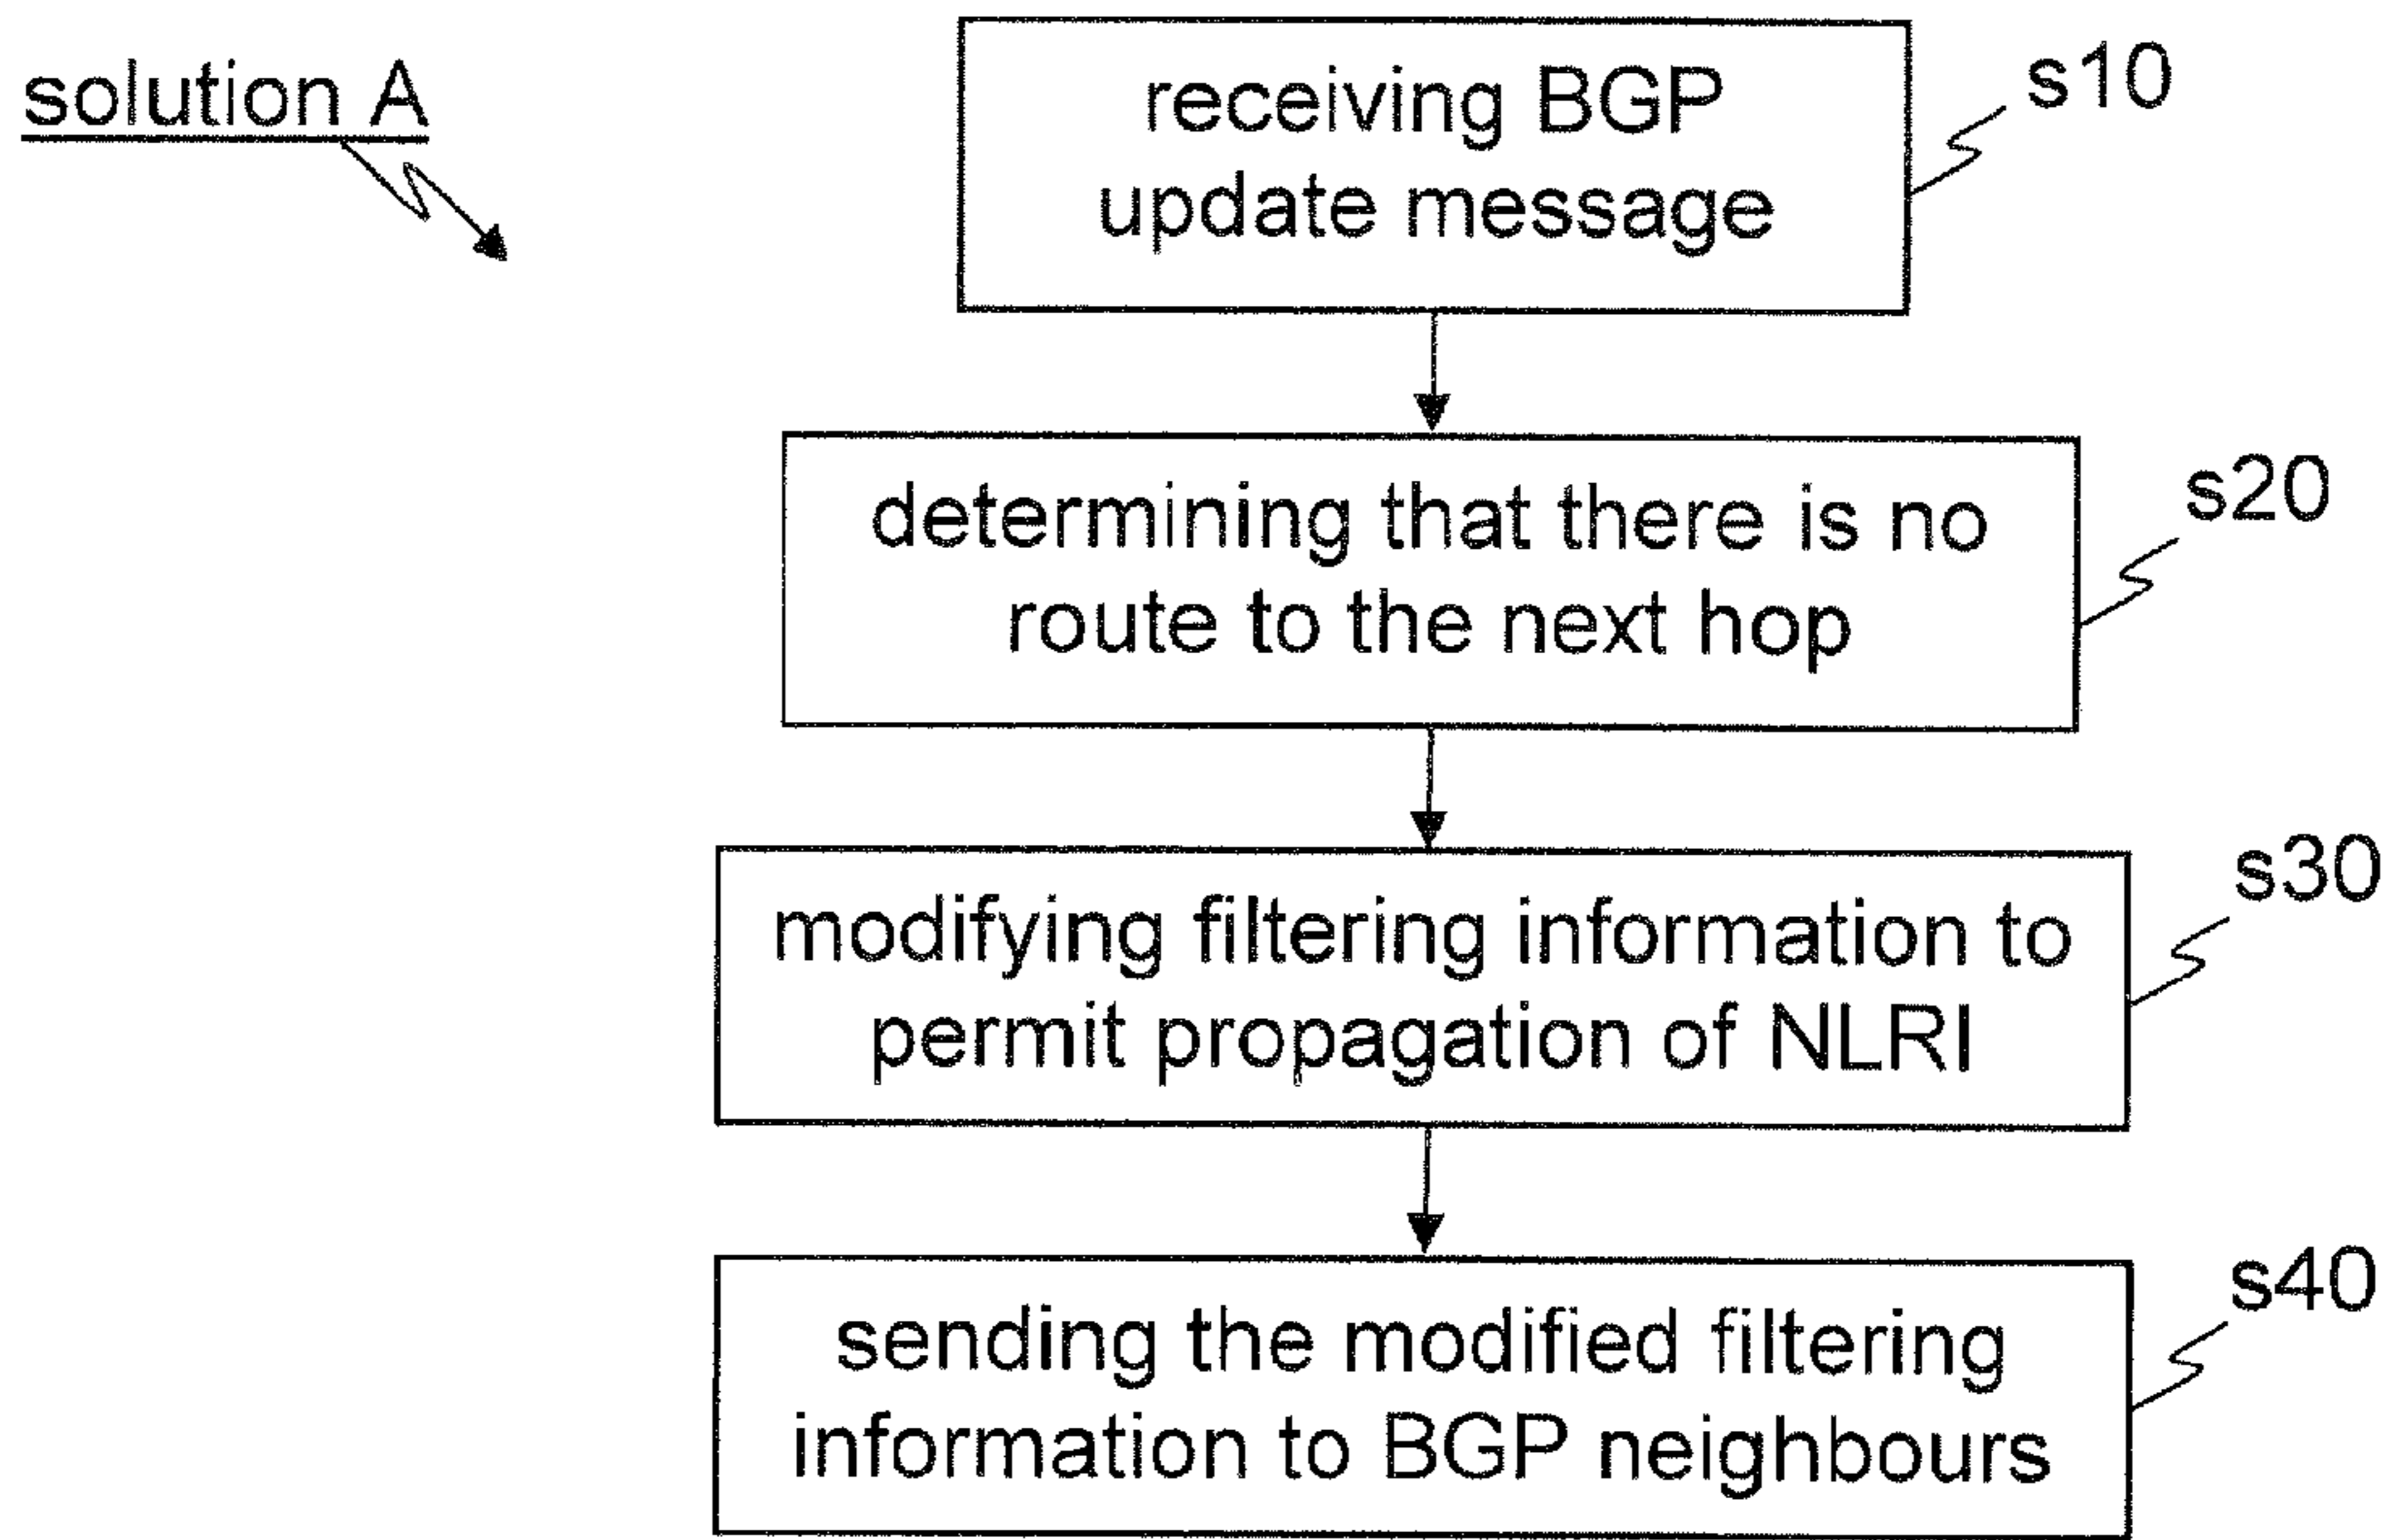 solution A
receiving BGP
update message
s10
determining that there is no
route to the next hop
s20
modifying filtering information to
permit propagation of NLRI
s30
sending the modified filtering
information to BGP neighbours
s40